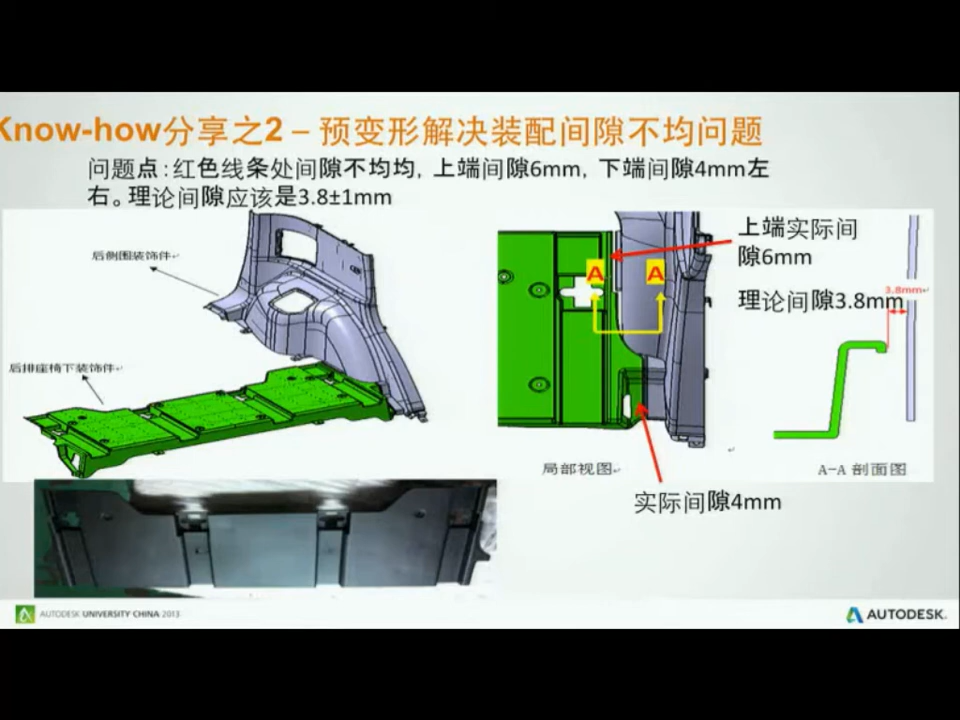 Know-how分享之2 – 预变形解决装配间隙不均问题
问题点：红色线条处间隙不均均，上端间隙6mm，下端间隙4mm左
右。理论间隙应该是3.8±1mm
后侧围装饰件
后排座椅下装饰件
上端实际间
隙6mm
A A
3.8mm
理论间隙3.8mm
局部视图
A-A 剖面图
实际间隙4mm
AUTODESK UNIVERSITY CHINA 2013
AUTODESK.